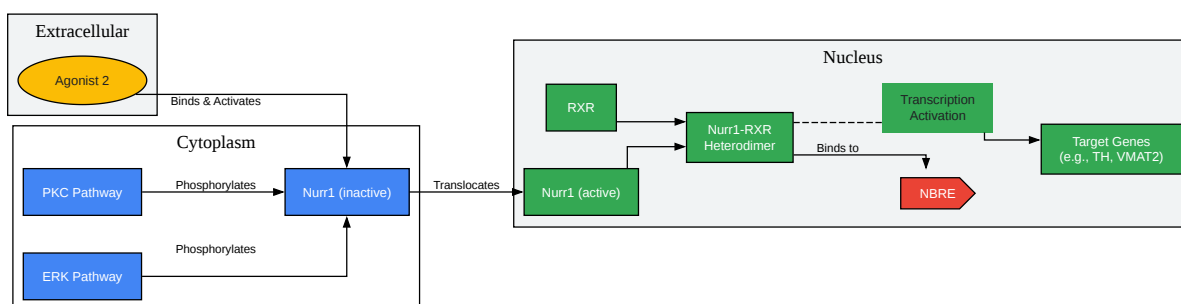 Extracellular
Agonist 2
Binds & Activates
Cytoplasm
PKC Pathway
Phosphorylates
Nurr1 (inactive)
Translocates
ERK Pathway
Phosphorylates
Nucleus
RXR
Nurr1 (active)
Nurr1-RXR
Heterodimer
Transcription
Activation
Binds to
NBRE
Target Genes
(e.g., TH, VMAT2)